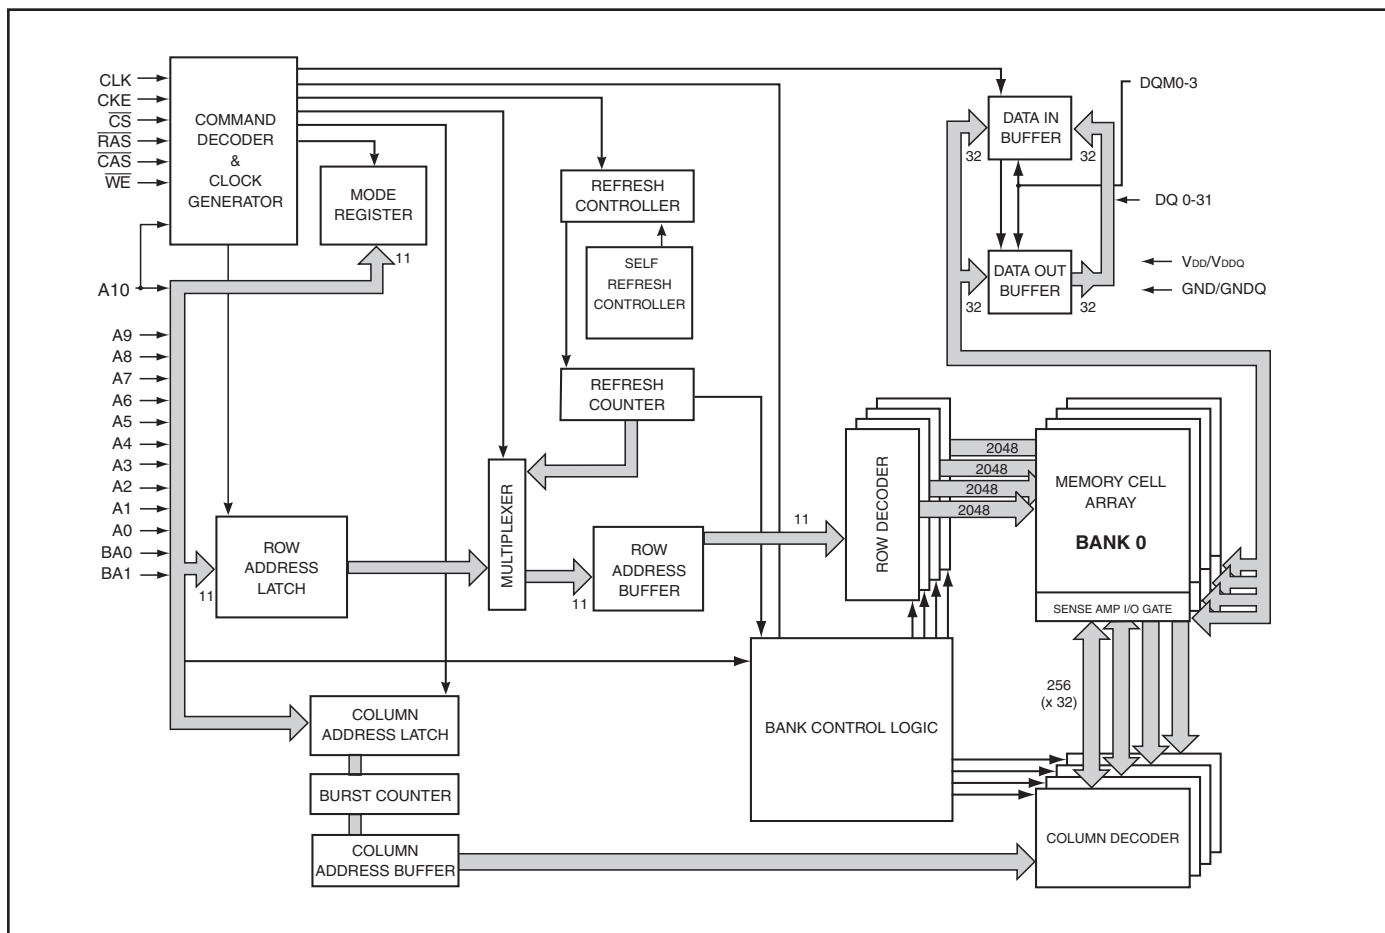 CLK
CKE
CS
RAS
CAS
WE
A10
A9
A8
A7
A6
A5
A4
A3
A2
A1
A0
BA0
BA1
COMMAND
DECODER
&
CLOCK
GENERATOR
MODE
REGISTER
11
REFRESH
CONTROLLER
SELF
REFRESH
CONTROLLER
REFRESH
COUNTER
DATA IN
BUFFER
32
32
DQM0-3
DQ 0-31
DATA OUT
BUFFER
32
32
VDD/VDDQ
GND/GNDQ
11
ROW
ADDRESS
LATCH
MULTIPLEXER
11
ROW
ADDRESS
BUFFER
11
ROW DECODER
2048
2048
2048
2048
MEMORY CELL
ARRAY
BANK 0
SENSE AMP I/O GATE
256
(x 32)
BANK CONTROL LOGIC
COLUMN
ADDRESS LATCH
BURST COUNTER
COLUMN
ADDRESS BUFFER
COLUMN DECODER